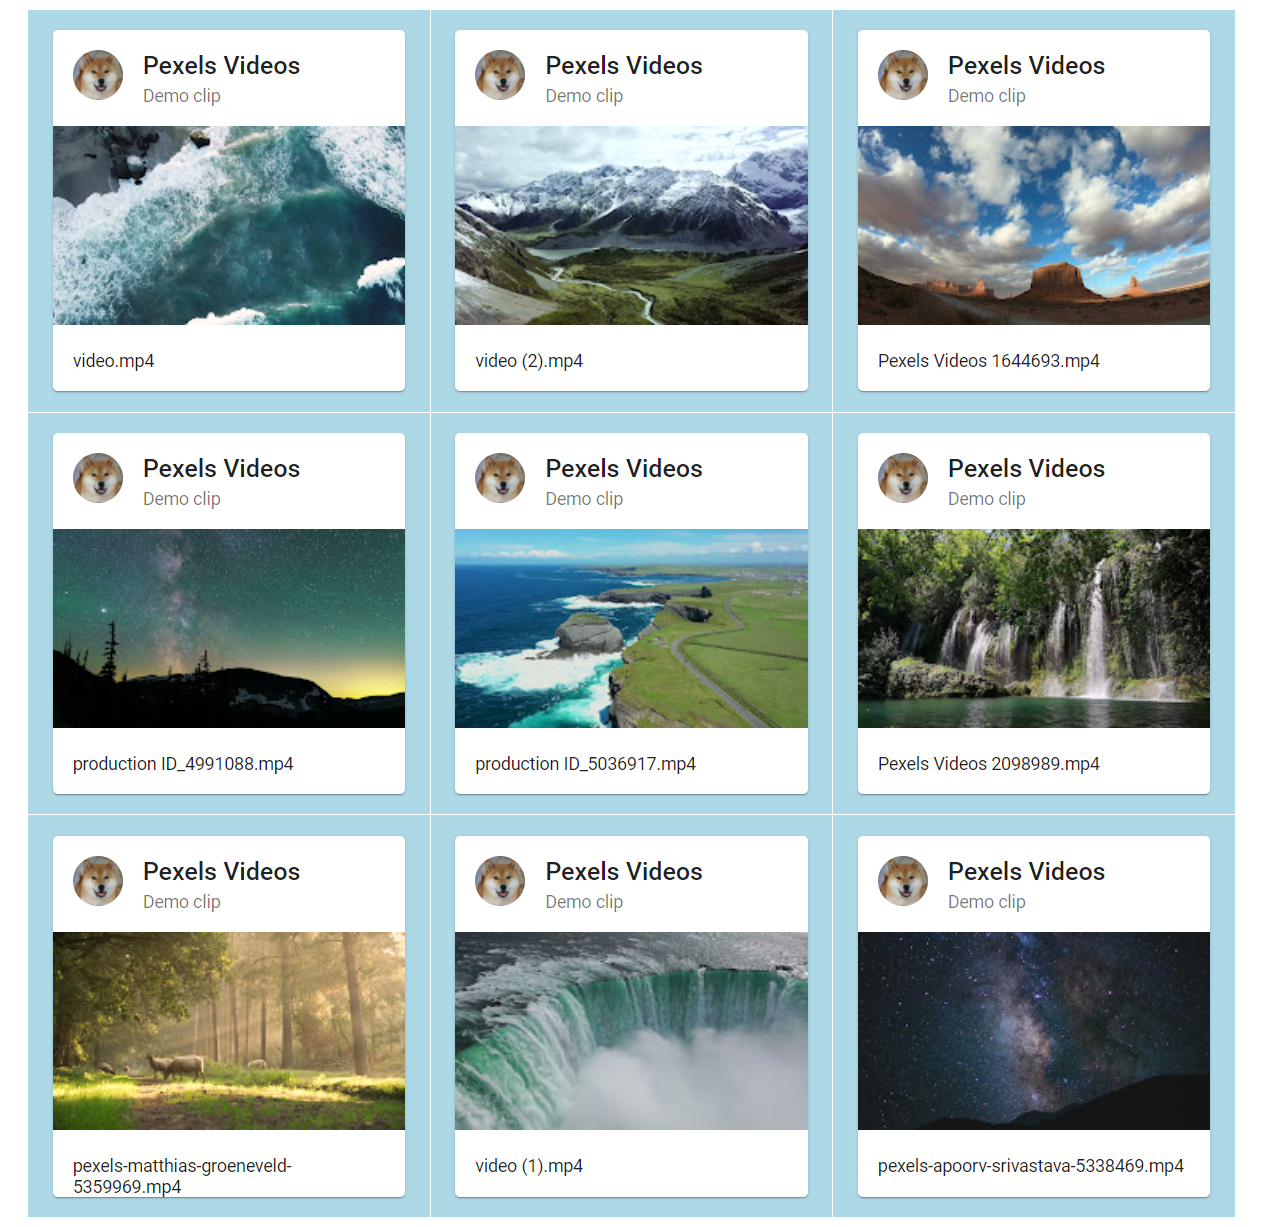 Pexels Videos
Demo clip
video.mp4
Pexels Videos
Demo clip
video (2).mp4
Pexels Videos
Demo clip
Pexels Videos 1644693.mp4
Pexels Videos
Demo clip
production ID_4991088.mp4
Pexels Videos
Demo clip
production ID_5036917.mp4
Pexels Videos
Demo clip
Pexels Videos 2098989.mp4
Pexels Videos
Demo clip
pexels-matthias-groeneveld-
5359969.mp4
Pexels Videos
Demo clip
video (1).mp4
Pexels Videos
Demo clip
pexels-apoorv-srivastava-5338469.mp4